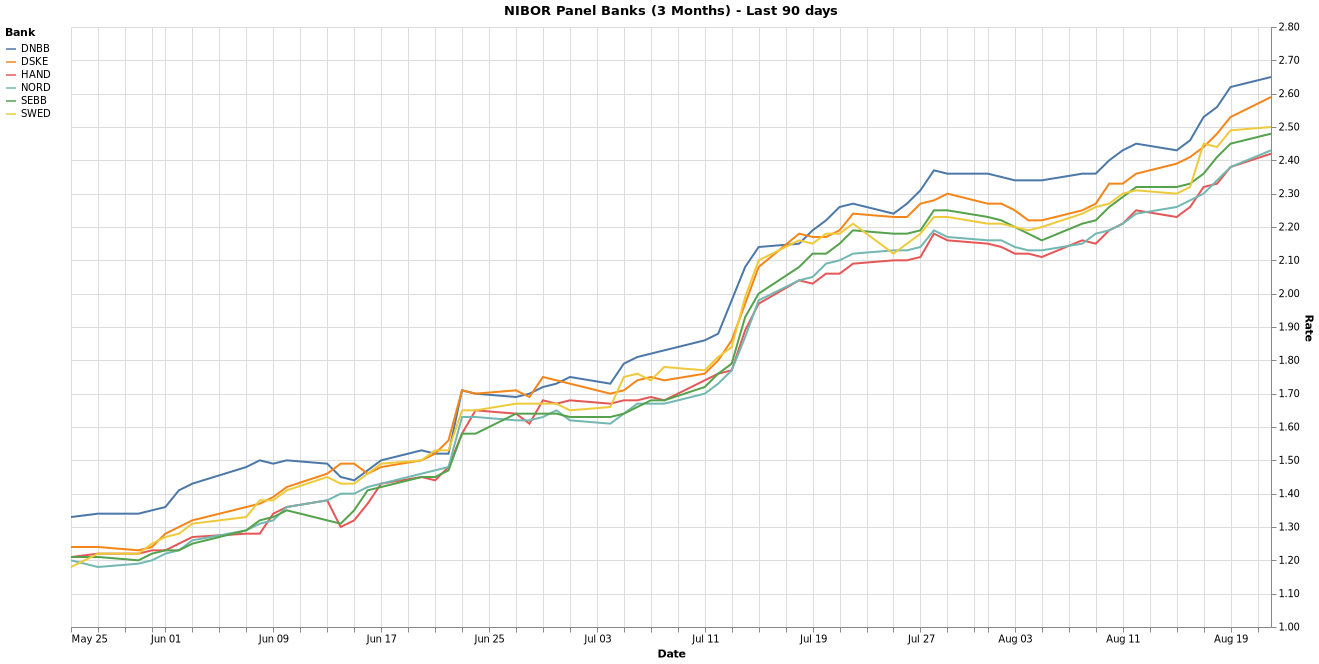 NIBOR Panel Banks (3 Months) - Last 90 days
Bank
DNBB
DSKE
HAND
NORD
SEBB
SWED
2.80
2.70
2.60
2.50
2.40
2.30
2.20
2.10
2.00
1.90
1.80
1.70
1.60
1.50
1.40
1.30
1.20
1.10
1.00
Rate
May 25 Jun 01 Jun 09 Jun 17 Jun 25 Jul 03 Jul 11 Jul 19 Jul 27 Aug 03 Aug 11 Aug 19
Date